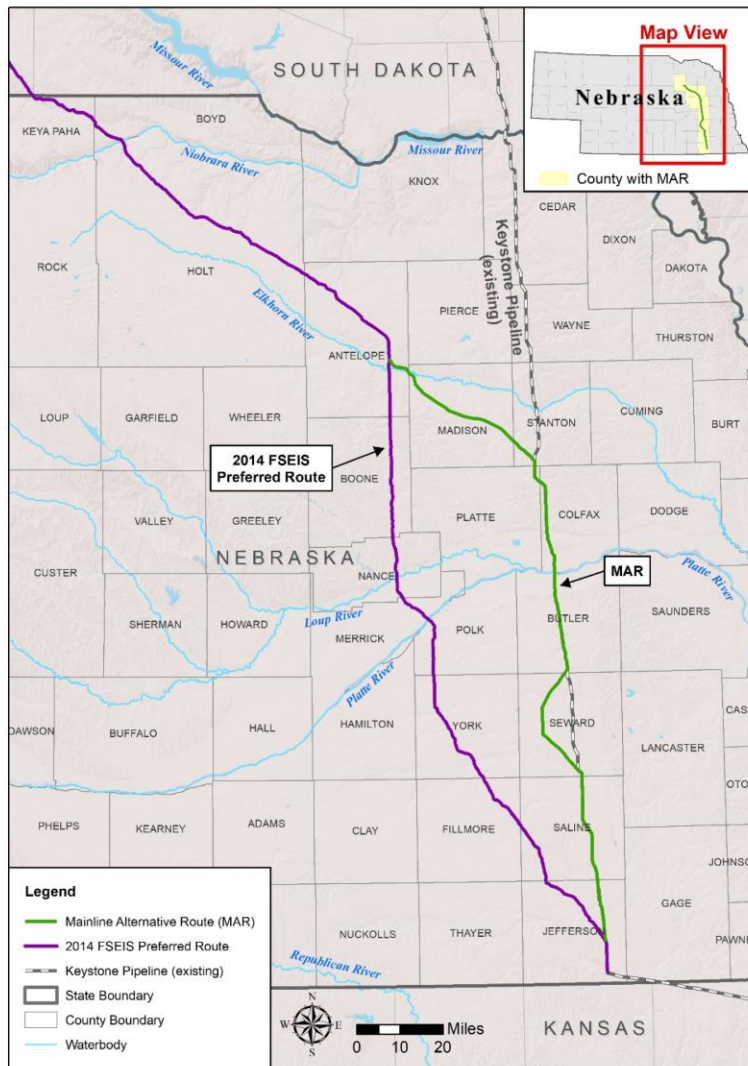 Map View
Nebraska
County with MAR
Missour River
SOUTH DAKOTA
KEYA PAHA
BOYD
Niobrara River
Missour River
KNOX
CEDAR
DIXON
DAKOTA
Keystone Pipeline
(existing)
ROCK
HOLT
Elkhorn River
PIERCE
WAYNE
THURSTON
ANTELOPE
LOUP
GARFIELD
WHEELER
MADISON
STANTON
CUMING
BURT
2014 FSEIS
Preferred Route
BOONE
VALLEY
GREELEY
PLATTE
COLFAX
DODGE
NEBRASKA
CUSTER
NANCE
MAR
Platte River
SHERMAN
HOWARD
Loup River
MERRICK
POLK
BUTLER
SAUNDERS
Platte River
DAWSON
BUFFALO
HALL
HAMILTON
YORK
SEWARD
LANCASTER
CAS
OTO
PHELPS
KEARNEY
ADAMS
CLAY
FILLMORE
SALINE
JOHNSO
GAGE
PAWNE
NUCKOLLS
THAYER
JEFFERSON
Republican River
Legend
Mainline Alternative Route (MAR)
2014 FSEIS Preferred Route
Keystone Pipeline (existing)
State Boundary
County Boundary
Waterbody
N
W E
S
Miles
0 10 20
KANSAS